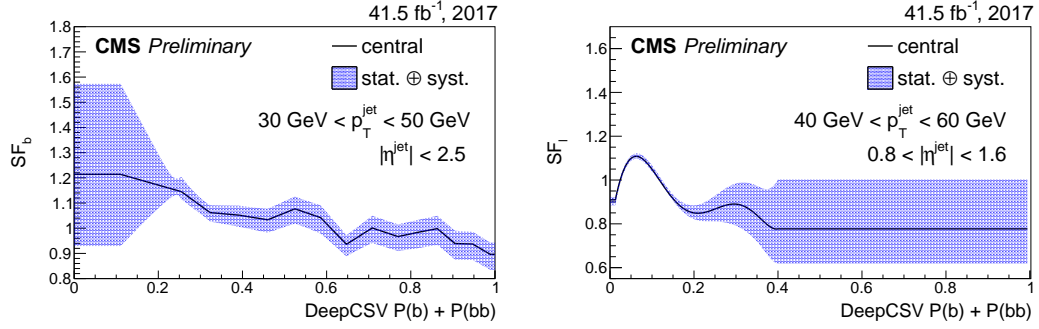 41.5 fb⁻¹, 2017
CMS Preliminary
central
stat. ⊕ syst.
30 GeV < p_T^jet < 50 GeV
|η^jet| < 2.5
SF_b
1.8
1.7
1.6
1.5
1.4
1.3
1.2
1.1
1
0.9
0.8
0 0.2 0.4 0.6 0.8 1
DeepCSV P(b) + P(bb)
41.5 fb⁻¹, 2017
CMS Preliminary
central
stat. ⊕ syst.
40 GeV < p_T^jet < 60 GeV
0.8 < |η^jet| < 1.6
SF_l
1.6
1.4
1.2
1.0
0.8
0.6
0 0.2 0.4 0.6 0.8 1
DeepCSV P(b) + P(bb)